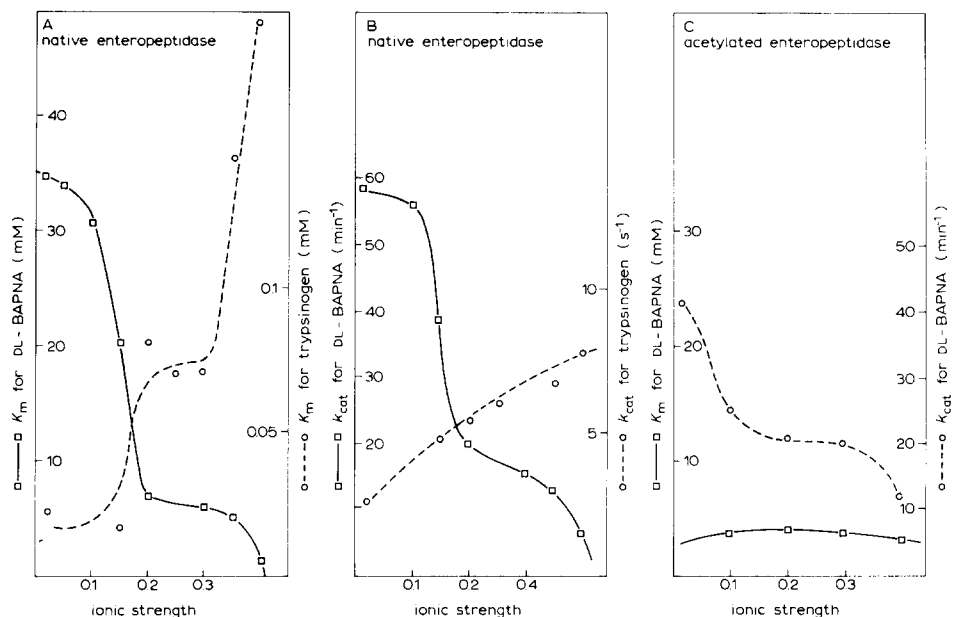 A
native enteropeptidase
40
30
20
10
Km for DL-BAPNA (mM)
0.1
0.05
Km for trypsinogen (mM)
0.1
0.2
0.3
ionic strength
B
native enteropeptidase
60
50
40
30
20
10
kcat for DL-BAPNA (min-1)
10
5
kcat for trypsinogen (s-1)
0.1
0.2
0.4
ionic strength
C
acetylated enteropeptidase
30
20
10
Km for DL-BAPNA (mM)
50
40
30
20
10
kcat for DL-BAPNA (min-1)
0.1
0.2
0.3
ionic strength